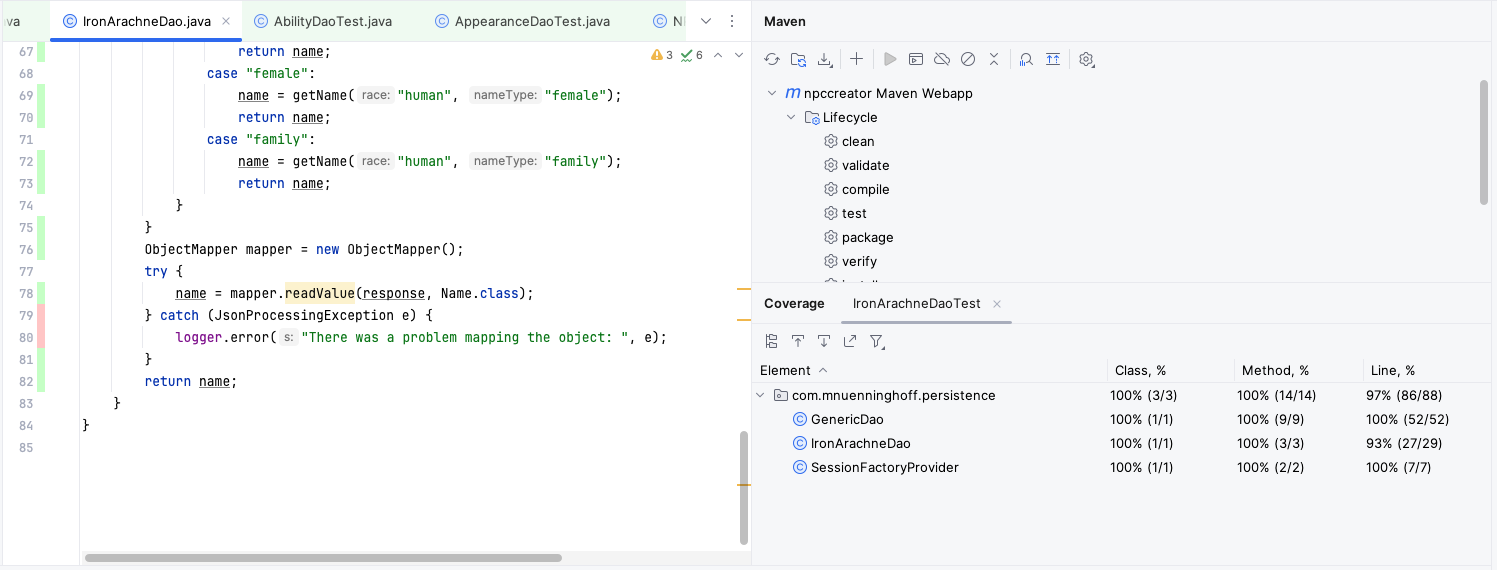 va
IronArachneDao.java
AbilityDaoTest.java
AppearanceDaoTest.java
3
6
67 return name;
68 case "female":
69 name = getName( race: "human", nameType: "female");
70 return name;
71 case "family":
72 name = getName( race: "human", nameType: "family");
73 return name;
74 }
75 }
76 ObjectMapper mapper = new ObjectMapper();
77 try {
78 name = mapper.readValue(response, Name.class);
79 } catch (JsonProcessingException e) {
80 logger.error( s: "There was a problem mapping the object: ", e);
81 }
82 return name;
83 }
84 }
85
Maven
m npccreator Maven Webapp
Lifecycle
clean
validate
compile
test
package
verify
Coverage IronArachneDaoTest
Element Class, % Method, % Line, %
com.mnuenninghoff.persistence 100% (3/3) 100% (14/14) 97% (86/88)
C GenericDao 100% (1/1) 100% (9/9) 100% (52/52)
C IronArachneDao 100% (1/1) 100% (3/3) 93% (27/29)
C SessionFactoryProvider 100% (1/1) 100% (2/2) 100% (7/7)